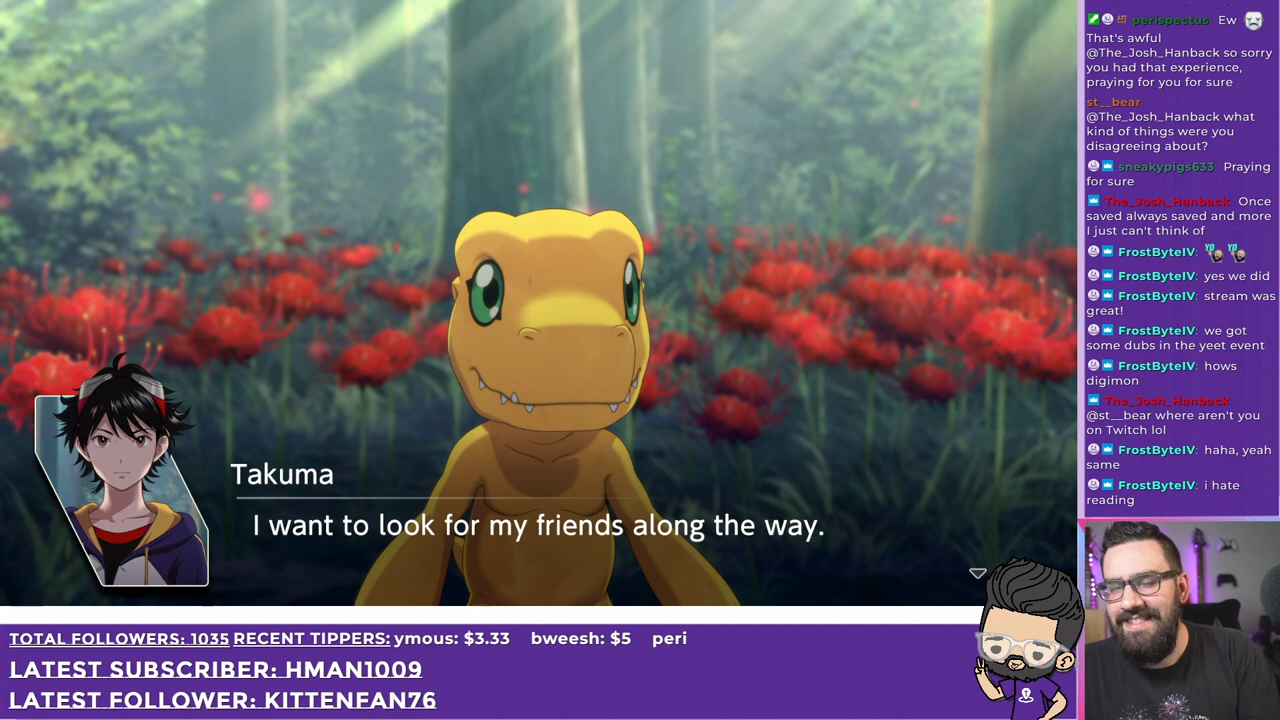 Takuma
I want to look for my friends along the way.
perispectus Ew
That's awful
@The_Josh_Hanback so sorry
you had that experience,
praying for you for sure
st__bear
@The_Josh_Hanback what
kind of things were you
disagreeing about?
sneakypigs633 Praying
for sure
The_Josh_Hanback Once
saved always saved and more
I just can't think of
FrostByteIV: YO YO
FrostByteIV: yes we did
FrostByteIV: stream was
great!
FrostByteIV: we got
some dubs in the yeet event
FrostByteIV: hows
digimon
The_Josh_Hanback
@st__bear where aren't you
on Twitch lol
FrostByteIV: haha, yeah
same
FrostByteIV: i hate
reading
TOTAL FOLLOWERS: 1035 RECENT TIPPERS: ymous: $3.33 bweesh: $5 peri
LATEST SUBSCRIBER: HMAN1009
LATEST FOLLOWER: KITTENFAN76